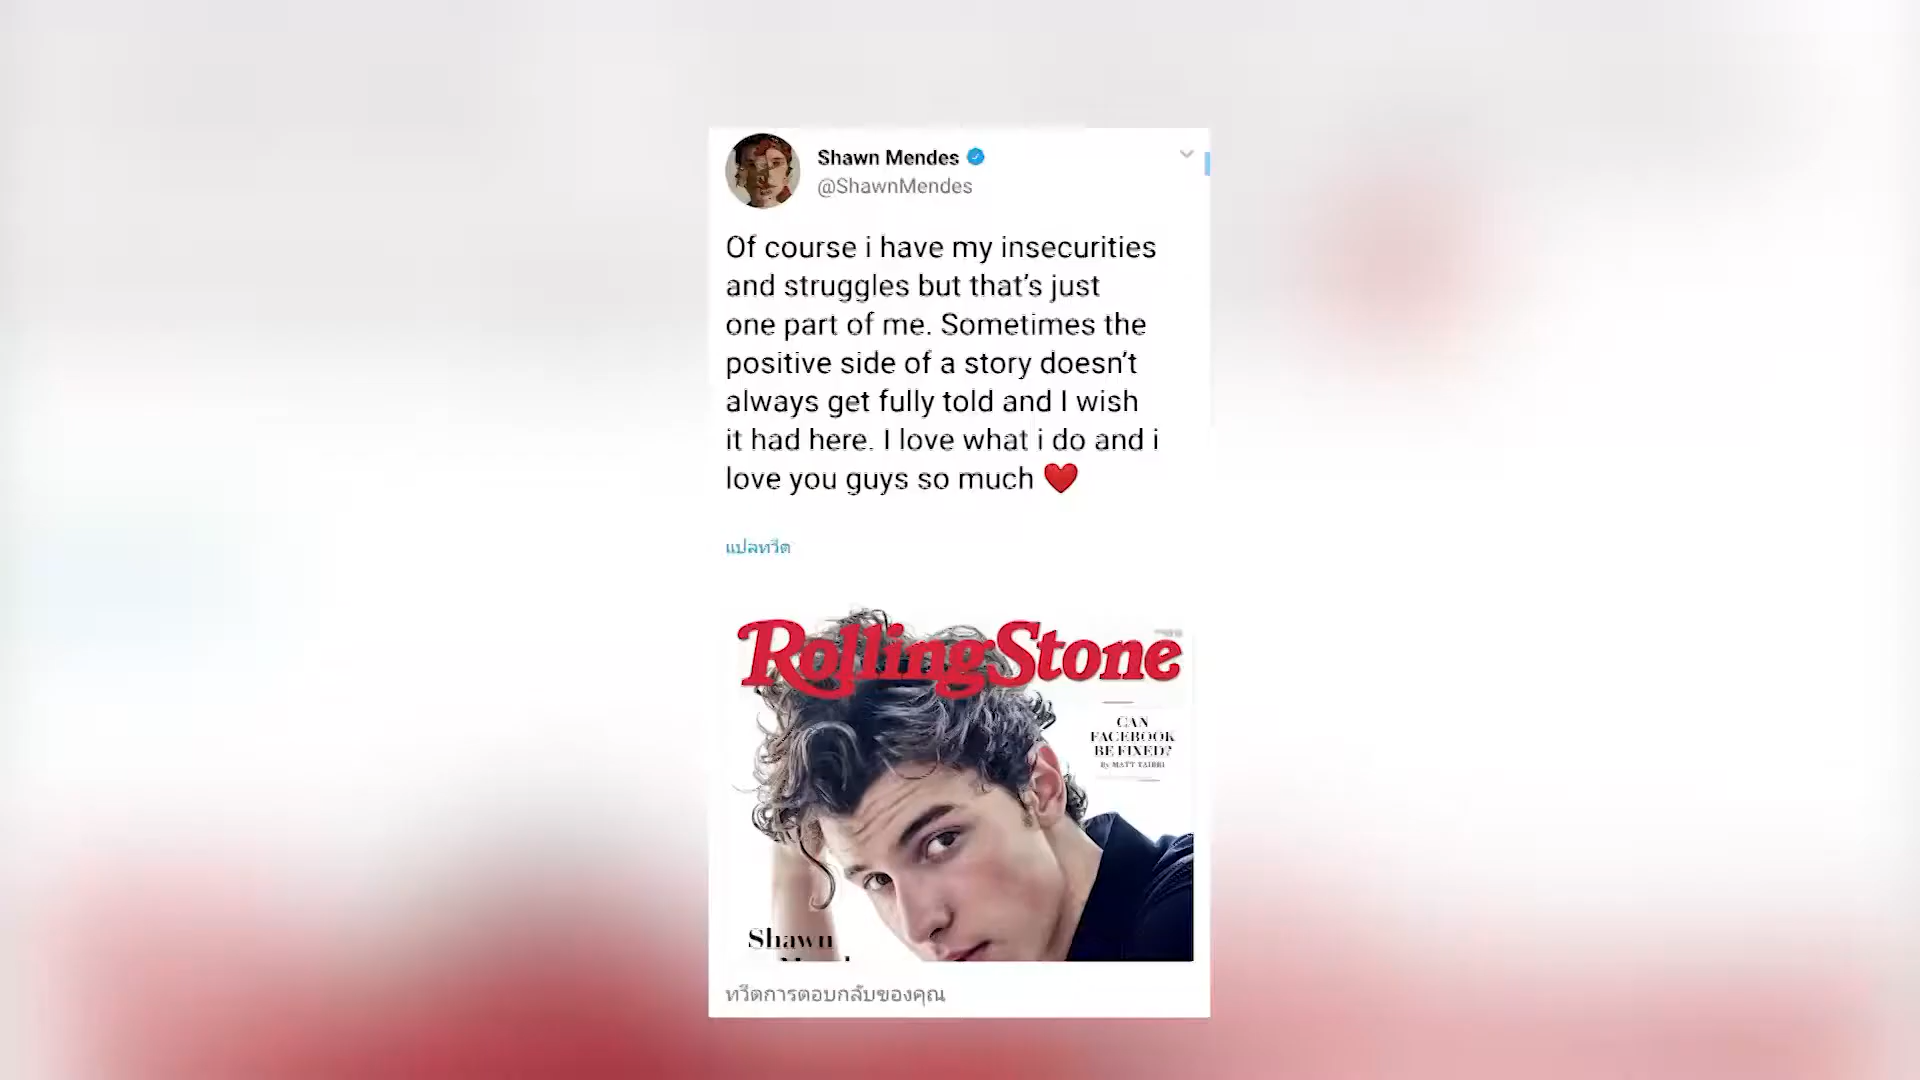 Shawn Mendes
@ShawnMendes
Of course i have my insecurities
and struggles but that's just
one part of me. Sometimes the
positive side of a story doesn't
always get fully told and I wish
it had here. I love what i do and i
love you guys so much ❤
แปลทวีต
RollingStone
CAN
FACEBOOK
BE FIXED?
By MATT TAIBBI
Shawn
ทวีตการตอบกลับของคุณ